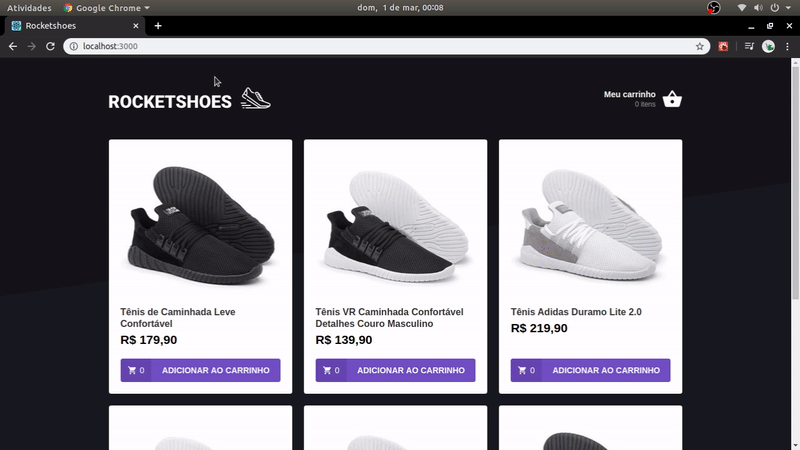 Atividades
Google Chrome
dom, 1 de mar, 00:08
Rocketshoes
localhost:3000
ROCKETSHOES
Meu carrinho
0 itens
Tênis de Caminhada Leve
Confortável
R$ 179,90
0
ADICIONAR AO CARRINHO
Tênis VR Caminhada Confortável
Detalhes Couro Masculino
R$ 139,90
0
ADICIONAR AO CARRINHO
Tênis Adidas Duramo Lite 2.0
R$ 219,90
0
ADICIONAR AO CARRINHO